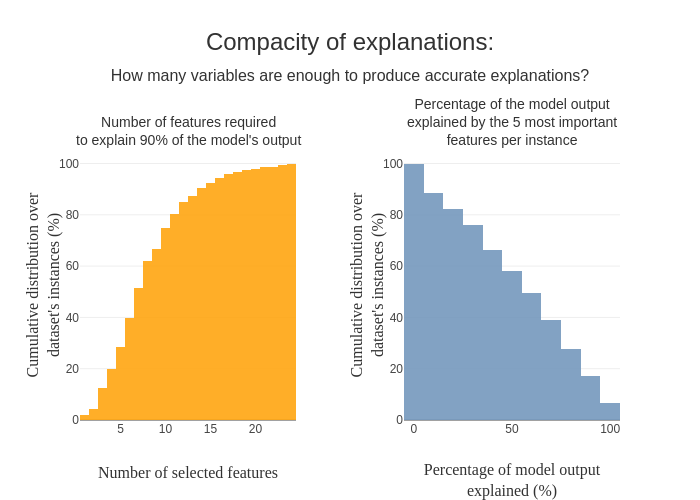 Compacity of explanations:
How many variables are enough to produce accurate explanations?
Number of features required
to explain 90% of the model's output
Cumulative distribution over
dataset's instances (%)
100
80
60
40
20
0
5
10
15
20
Number of selected features
Percentage of the model output
explained by the 5 most important
features per instance
Cumulative distribution over
dataset's instances (%)
100
80
60
40
20
0
0
50
100
Percentage of model output
explained (%)